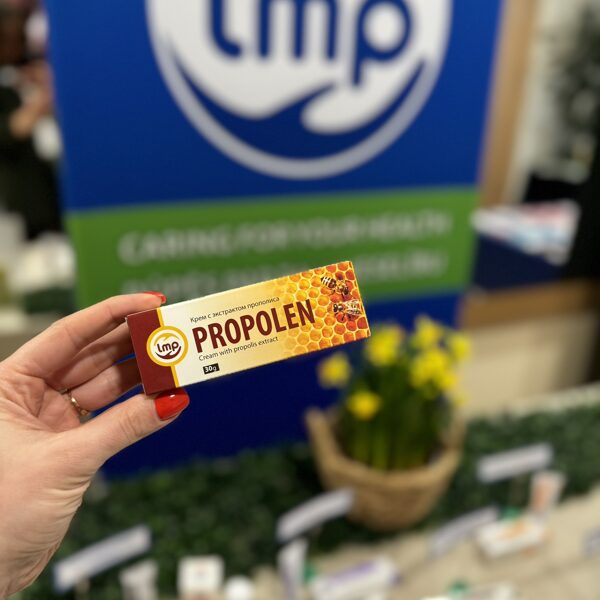 lmp
CARING FOR YOUR HEALTH
Крем с экстрактом прополиса
PROPOLEN
lmp
Cream with propolis extract
30g